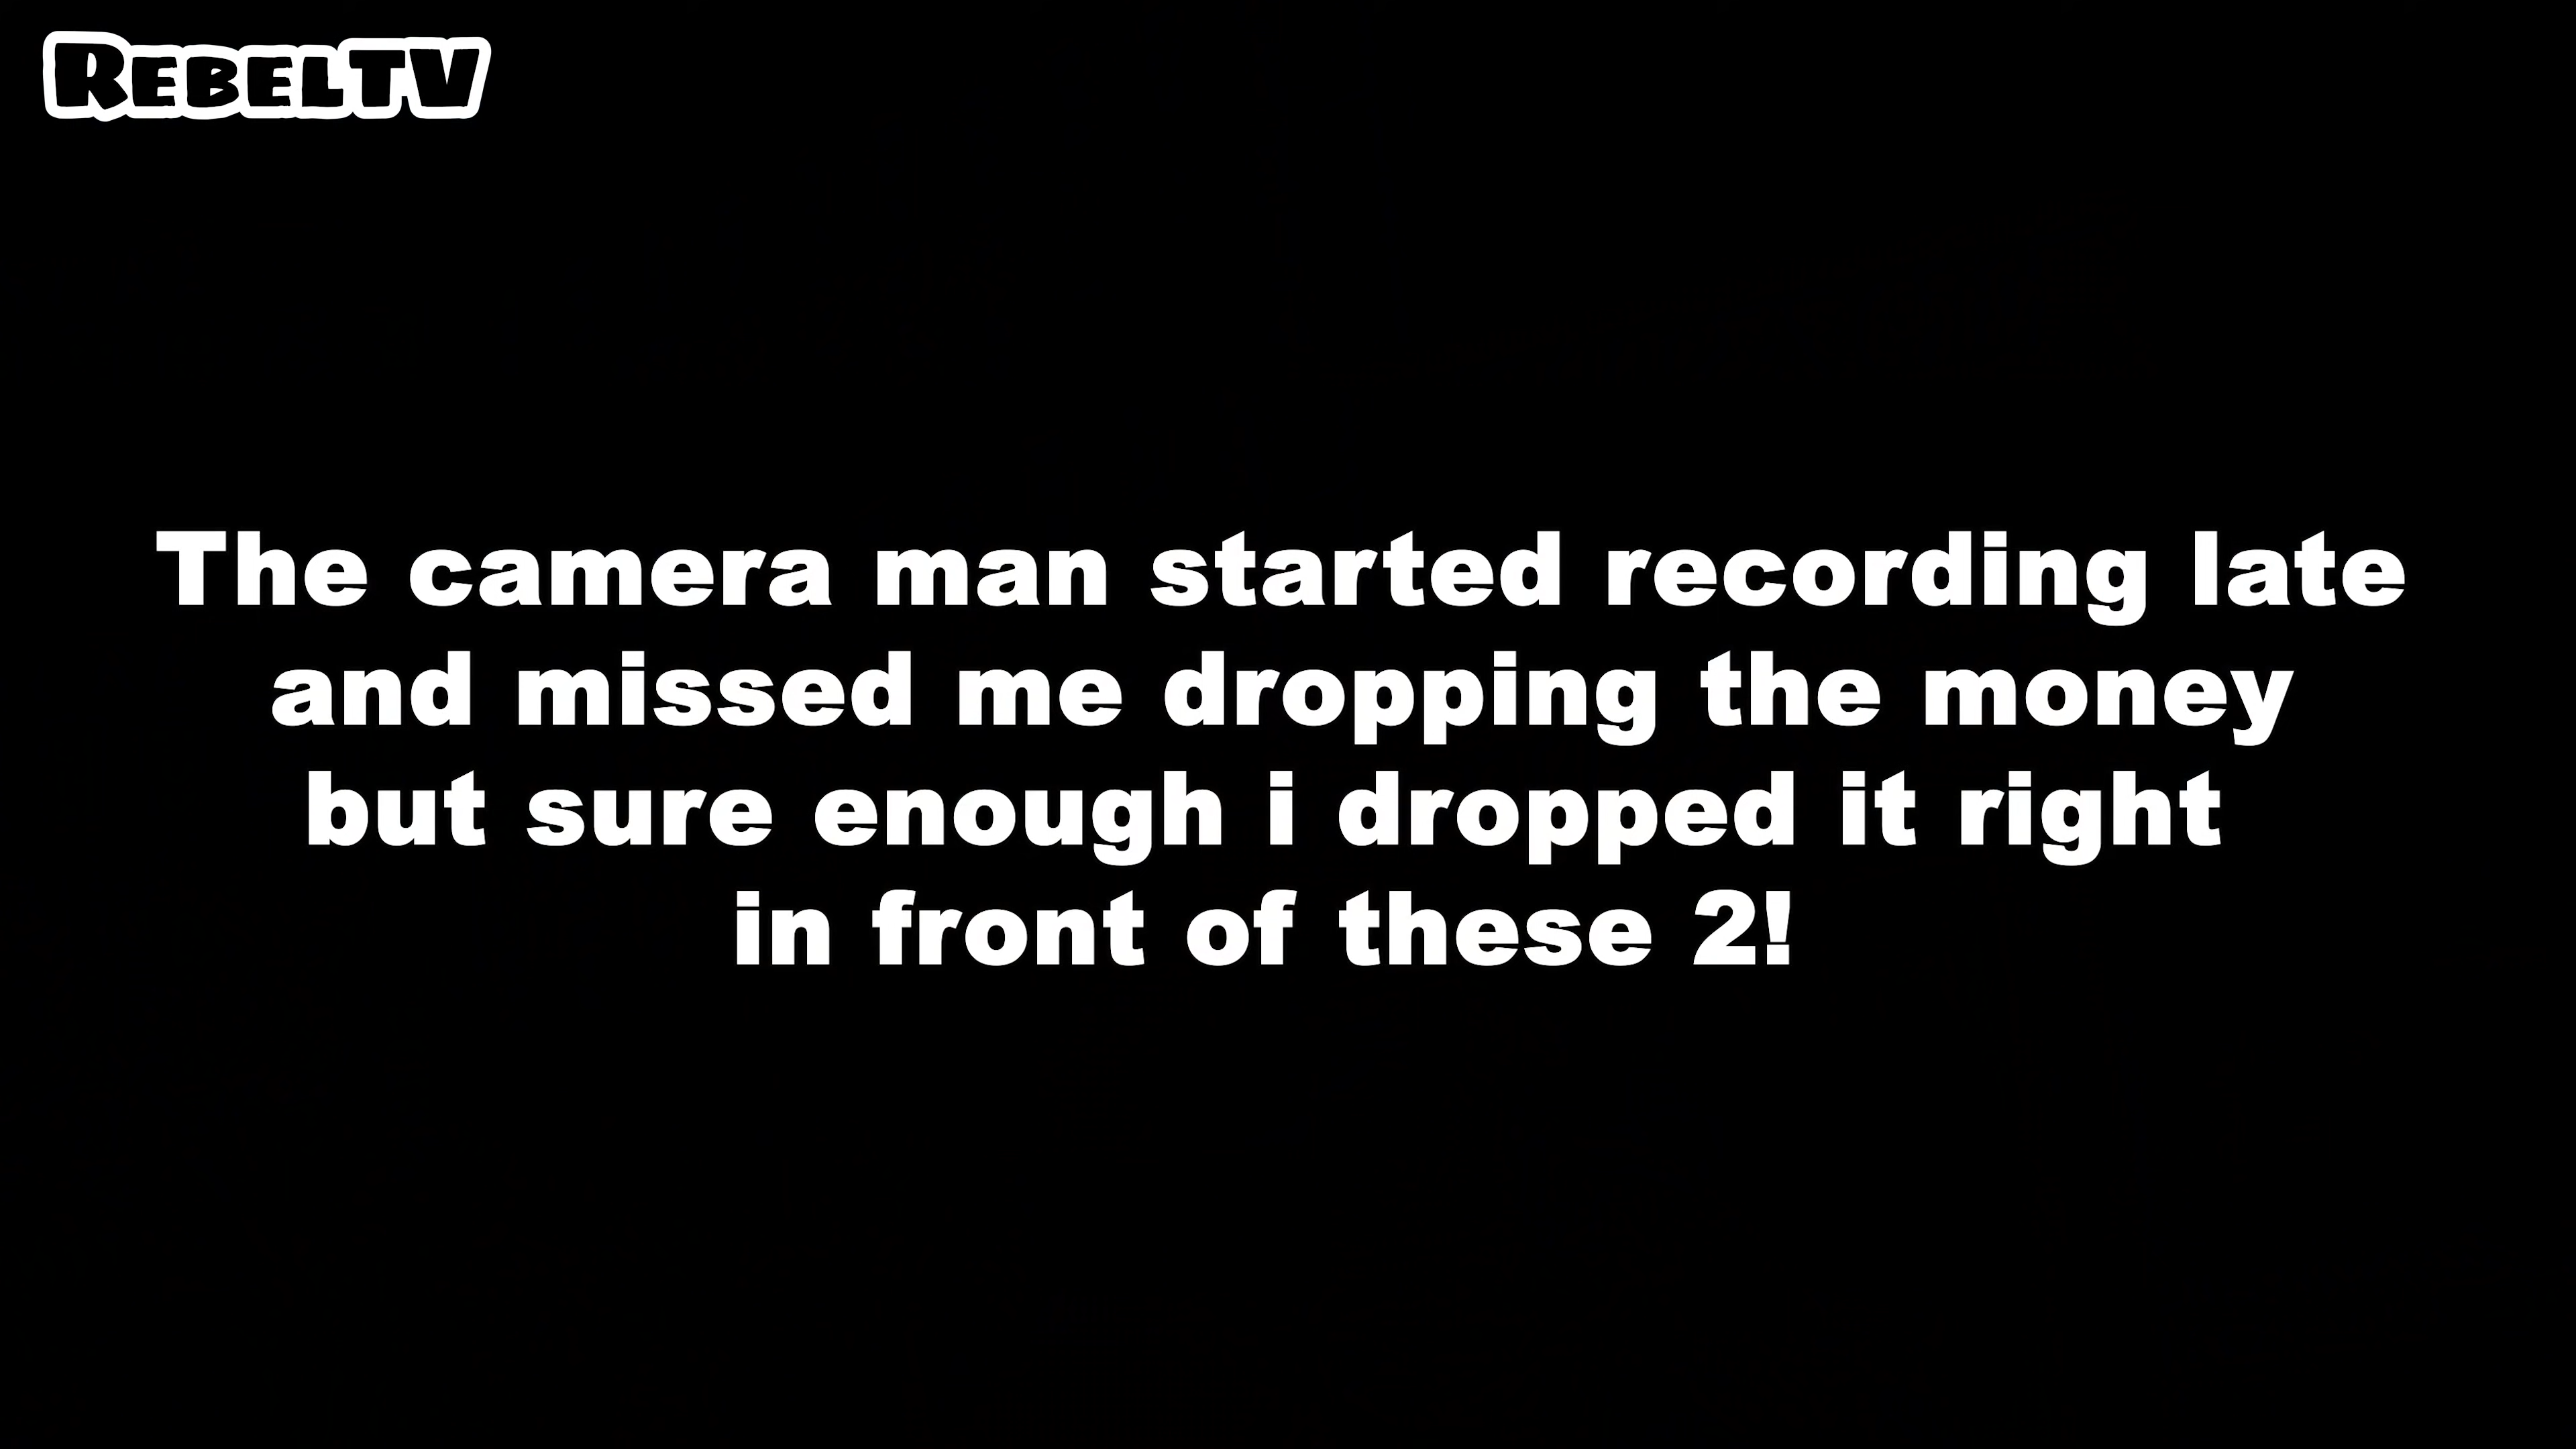 REBELTV
The camera man started recording late
and missed me dropping the money
but sure enough i dropped it right
in front of these 2!